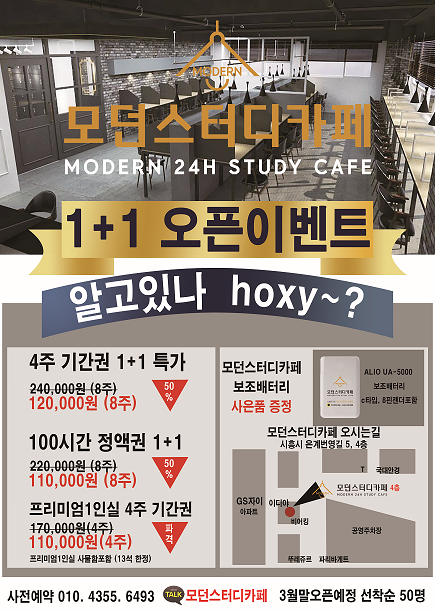 MODERN
모던스터디카페
MODERN 24H STUDY CAFE
1+1 오픈이벤트
알고있나 hoxy~?
4주 기간권 1+1 특가
240,000원 (8주)
120,000원 (8주)
50
%
100시간 정액권 1+1
220,000원 (8주)
110,000원 (8주)
50
%
프리미엄1인실 4주 기간권
170,000원(4주)
110,000원(4주)
파
격
프리미엄1인실 사물함포함 (13석 한정)
모던스터디카페
보조배터리
사은품 증정
ALIO UA-5000
보조배터리
c타입, 8핀젠더포함
모던스터디카페 오시는길
시흥시 은계번영길 5, 4층
T
국대안경
모던스터디카페 4층
MODERN 24H STUDY CAFE
GS자이
아파트
이디야
비어킹
공영주차장
뚜레쥬르
파리바게트
사전예약 010. 4355. 6493
TALK
모던스터디카페
3월말오픈예정 선착순 50명